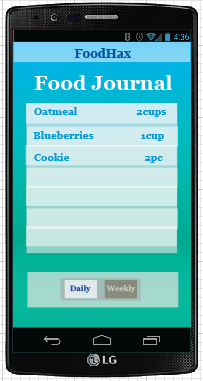 4:36
FoodHax
Food Journal
Oatmeal 2cups
Blueberries 1cup
Cookie 2pc
Daily Weekly
LG